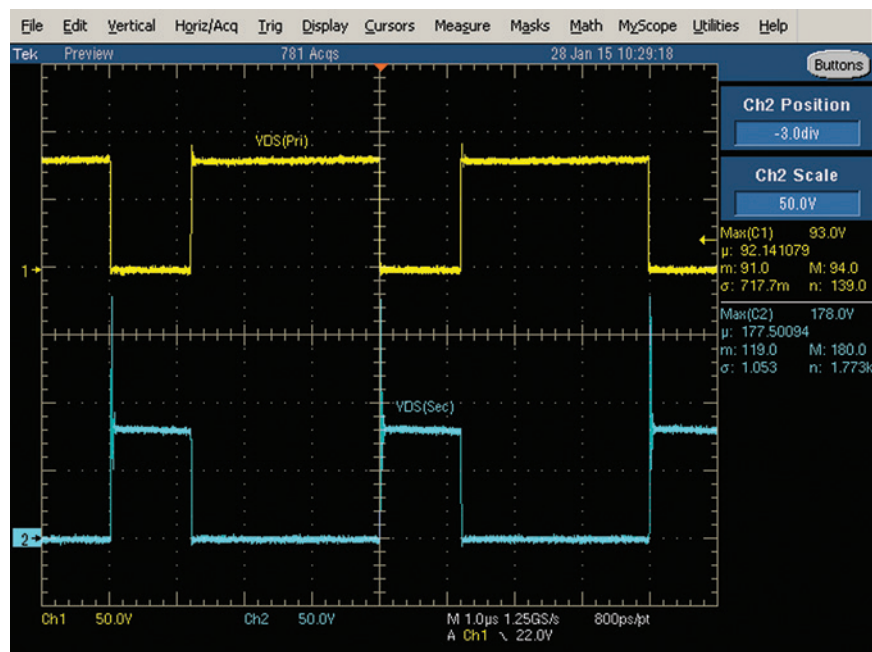 File Edit Vertical Horiz/Acq Trig Display Cursors Measure Masks Math MyScope Utilities Help
Tek Preview 781 Acqs 28 Jan 15 10:29:18
Buttons
Ch2 Position
-3.0div
Ch2 Scale
50.0V
VDS(Pri)
1
Max(C1) 93.0V
µ: 92.141079
m: 91.0 M: 94.0
σ: 717.7m n: 139.0
Max(C2) 178.0V
µ: 177.50094
m: 119.0 M: 180.0
σ: 1.053 n: 1.773k
VDS(Sec)
2
Ch1 50.0V Ch2 50.0V M 1.0µs 1.25GS/s 800ps/pt
A Ch1 \ 22.0V